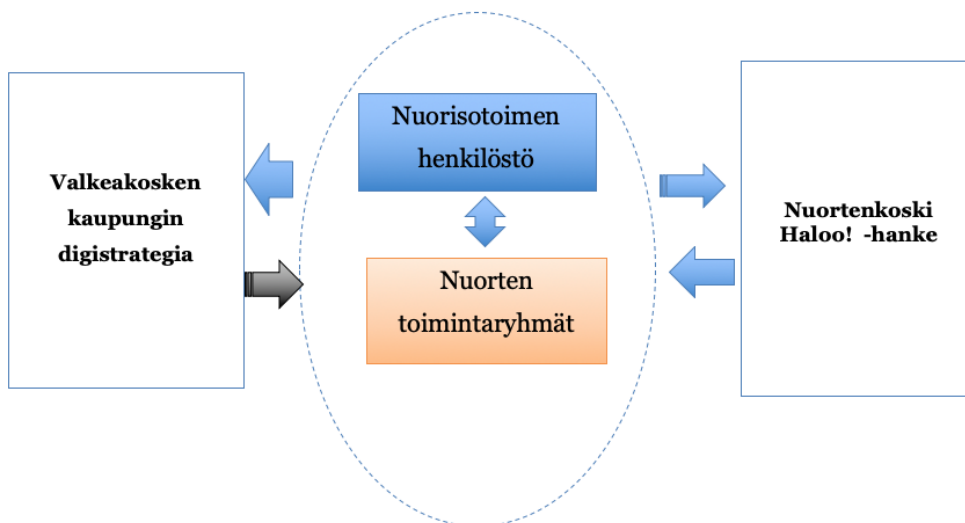 Valkeakosken
kaupungin
digistrategia
Nuorisotoimen
henkilöstö
Nuorten
toimintaryhmät
Nuortenkoski
Haloo!  -hanke